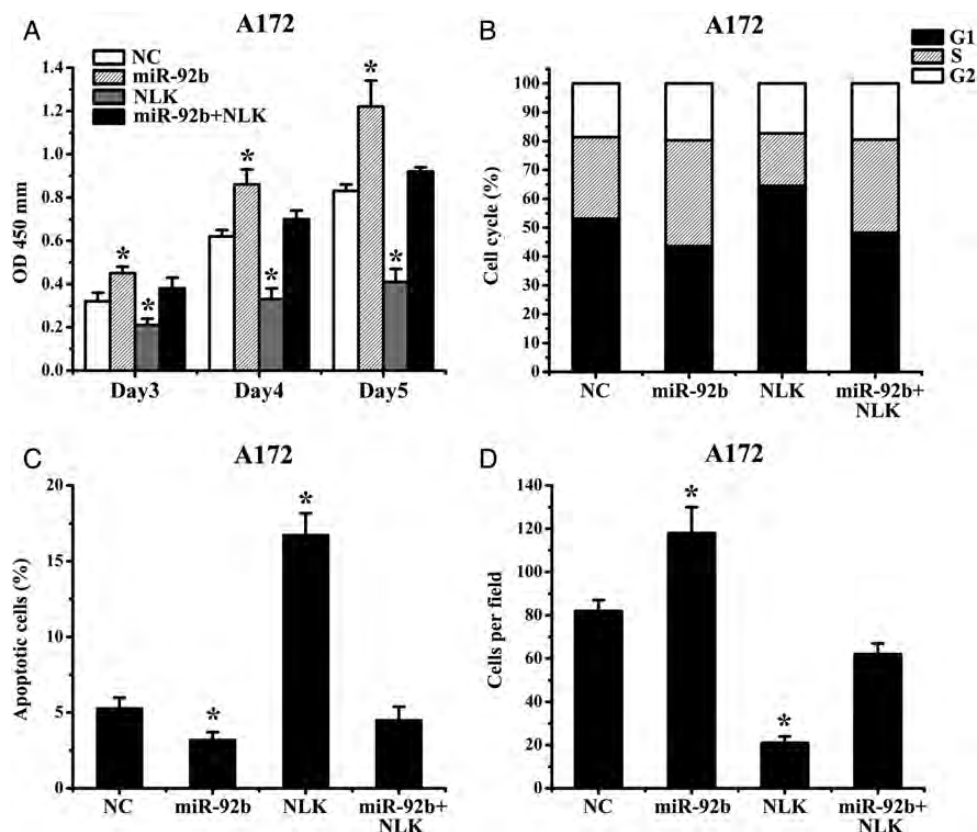 A
A172
NC
miR-92b
NLK
miR-92b+NLK
OD 450 mm
1.4
1.2
1.0
0.8
0.6
0.4
0.2
0.0
*
*
*
*
*
*
Day3 Day4 Day5
B
A172
G1
S
G2
Cell cycle (%)
100
90
80
70
60
50
40
30
20
10
0
NC miR-92b NLK miR-92b+
NLK
C
A172
Apoptotic cells (%)
20
15
10
5
0
*
*
NC miR-92b NLK miR-92b+
NLK
D
A172
Cells per field
140
120
100
80
60
40
20
0
*
*
NC miR-92b NLK miR-92b+
NLK